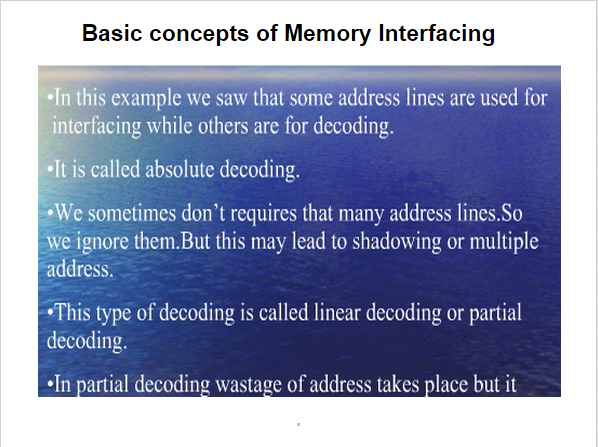 Basic concepts of Memory Interfacing
•In this example we saw that some address lines are used for
interfacing while others are for decoding.
•It is called absolute decoding.
•We sometimes don’t requires that many address lines.So
we ignore them.But this may lead to shadowing or multiple
address.
•This type of decoding is called linear decoding or partial
decoding.
•In partial decoding wastage of address takes place but it